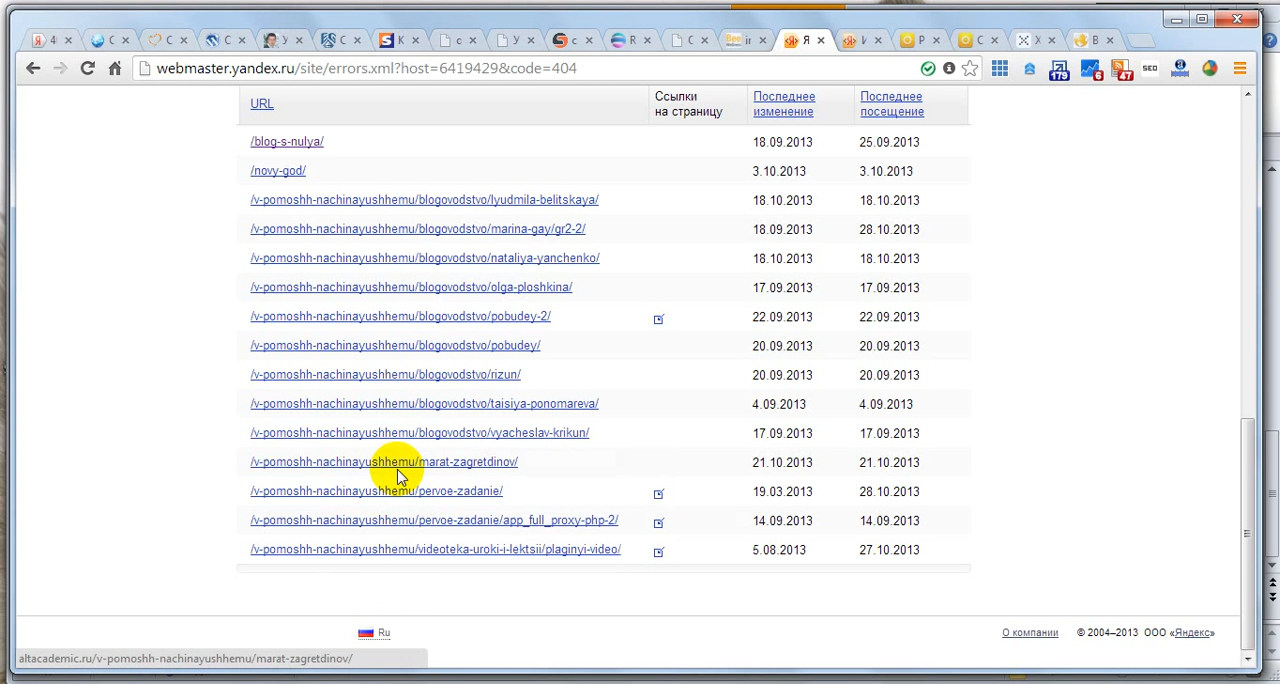 webmaster.yandex.ru/site/errors.xml?host=6419429&code=404
179
6
47
SEO
URL
Ссылки
на страницу
Последнее
изменение
Последнее
посещение
/blog-s-nulya/ 18.09.2013 25.09.2013
/novy-god/ 3.10.2013 3.10.2013
/v-pomoshh-nachinayushhemu/blogovodstvo/lyudmila-belitskaya/ 18.10.2013 18.10.2013
/v-pomoshh-nachinayushhemu/blogovodstvo/marina-gay/gr2-2/ 18.09.2013 28.10.2013
/v-pomoshh-nachinayushhemu/blogovodstvo/nataliya-yanchenko/ 18.10.2013 18.10.2013
/v-pomoshh-nachinayushhemu/blogovodstvo/olga-ploshkina/ 17.09.2013 17.09.2013
/v-pomoshh-nachinayushhemu/blogovodstvo/pobudey-2/ 22.09.2013 22.09.2013
/v-pomoshh-nachinayushhemu/blogovodstvo/pobudey/ 20.09.2013 20.09.2013
/v-pomoshh-nachinayushhemu/blogovodstvo/rizun/ 20.09.2013 20.09.2013
/v-pomoshh-nachinayushhemu/blogovodstvo/taisiya-ponomareva/ 4.09.2013 4.09.2013
/v-pomoshh-nachinayushhemu/blogovodstvo/vyacheslav-krikun/ 17.09.2013 17.09.2013
/v-pomoshh-nachinayushhemu/marat-zagretdinov/ 21.10.2013 21.10.2013
/v-pomoshh-nachinayushhemu/pervoe-zadanie/ 19.03.2013 28.10.2013
/v-pomoshh-nachinayushhemu/pervoe-zadanie/app_full_proxy-php-2/ 14.09.2013 14.09.2013
/v-pomoshh-nachinayushhemu/videoteka-uroki-i-lektsii/plaginyi-video/ 5.08.2013 27.10.2013
Ru
О компании © 2004–2013 ООО «Яндекс»
altacademic.ru/v-pomoshh-nachinayushhemu/marat-zagretdinov/